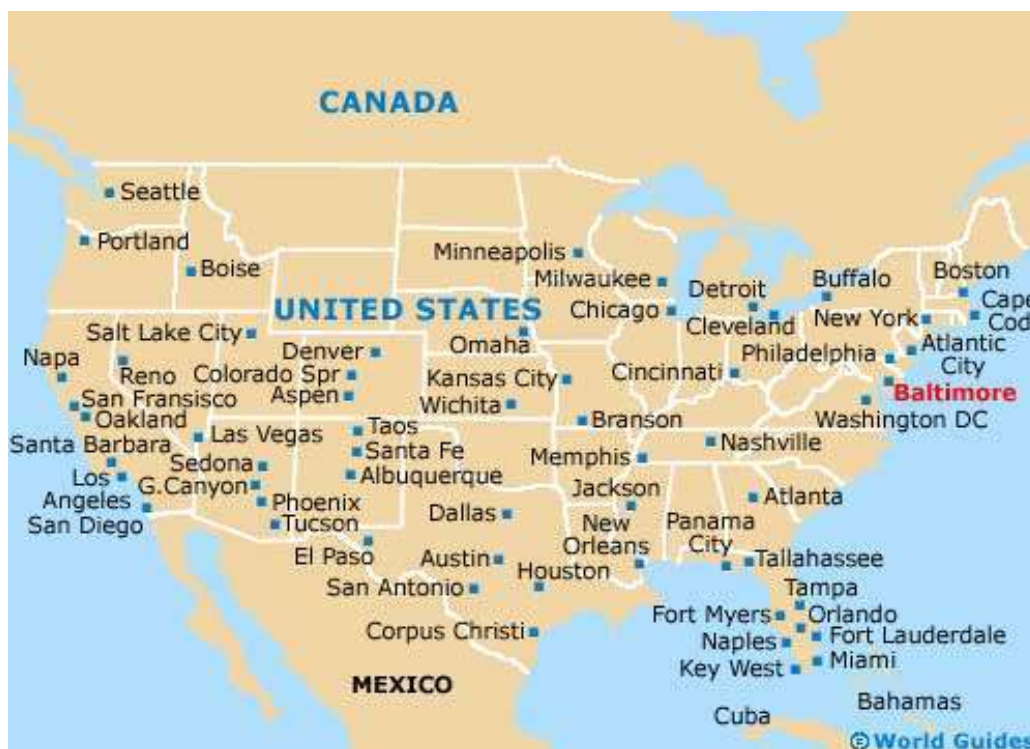 CANADA
Seattle
Portland
Boise
Minneapolis
Milwaukee
Chicago
Detroit
Cleveland
Buffalo
Boston
Cape
Cod
New York
UNITED STATES
Salt Lake City
Omaha
Denver
Philadelphia
Atlantic
City
Napa
Reno
Colorado Spr
Kansas City
Cincinnati
Baltimore
San Fransisco
Aspen
Wichita
Oakland
Branson
Washington DC
Santa Barbara
Las Vegas
Taos
Nashville
Santa Fe
Memphis
Sedona
Los
Angeles
G.Canyon
Albuquerque
Jackson
Atlanta
San Diego
Phoenix
Tucson
Dallas
New
Orleans
Panama
City
El Paso
Austin
Houston
Tallahassee
San Antonio
Tampa
Orlando
Fort Myers
Corpus Christi
Fort Lauderdale
Naples
Miami
Key West
MEXICO
Bahamas
Cuba
© World Guides